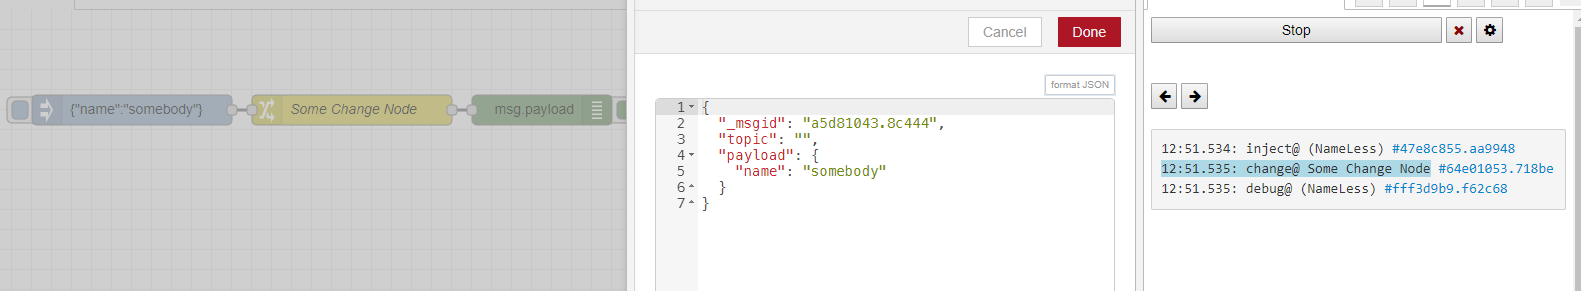 {"name":"somebody"}
Some Change Node
msg.payload
Cancel
Done
format JSON
1 {
2 "_msgid": "a5d81043.8c444",
3 "topic": "",
4 "payload": {
5 "name": "somebody"
6 }
7 }
Stop
12:51.534: inject@ (NameLess) #47e8c855.aa9948
12:51.535: change@ Some Change Node #64e01053.718be
12:51.535: debug@ (NameLess) #fff3d9b9.f62c68